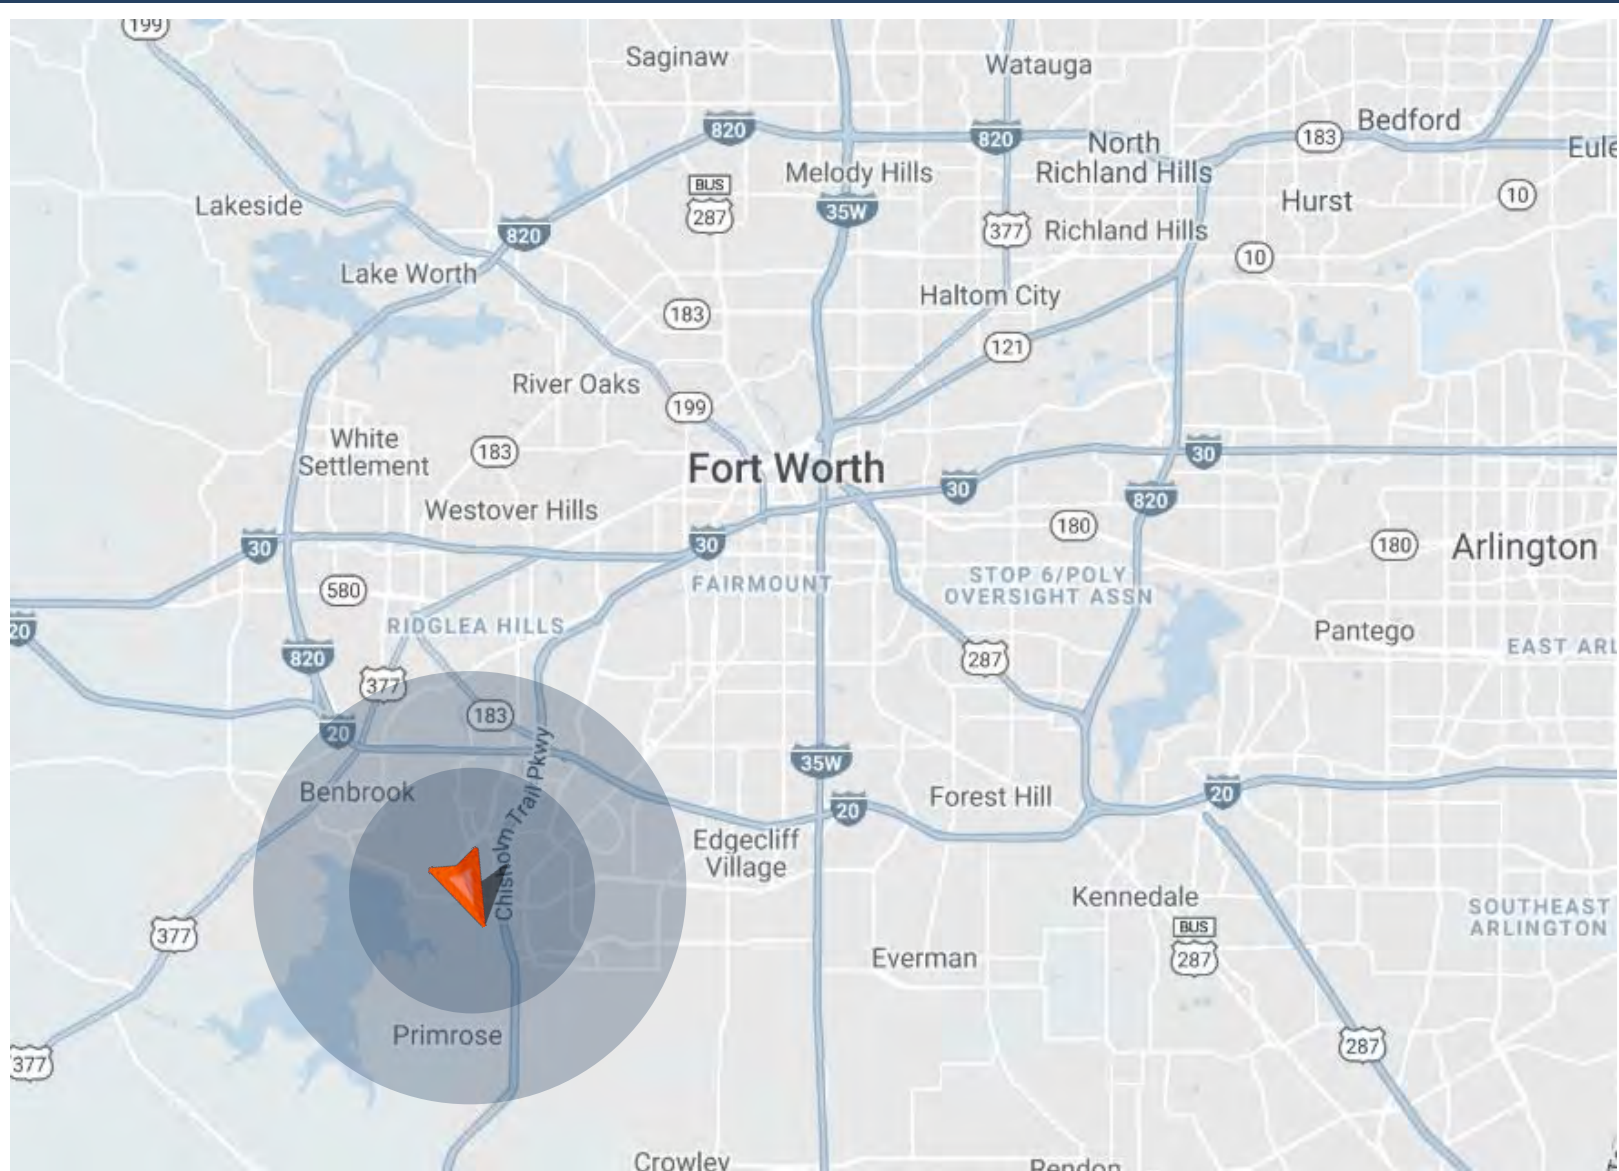 199
Saginaw
Watauga
820
820
North
Richland Hills
183
Bedford
Eule
Melody Hills
BUS
287
35W
377
Richland Hills
Hurst
10
10
Lakeside
820
Lake Worth
183
Haltom City
121
River Oaks
199
White
Settlement
183
Fort Worth
30
30
820
Westover Hills
180
180
Arlington
30
30
580
FAIRMOUNT
STOP 6/POLY
OVERSIGHT ASSN
20
RIDGLEA HILLS
Pantego
EAST ARL
820
377
287
183
20
Chisholm Trail Pkwy
35W
Benbrook
20
Forest Hill
20
Edgecliff
Village
Kennedale
SOUTHEAST
ARLINGTON
377
BUS
287
Everman
Primrose
287
377
Crowley
Rendon